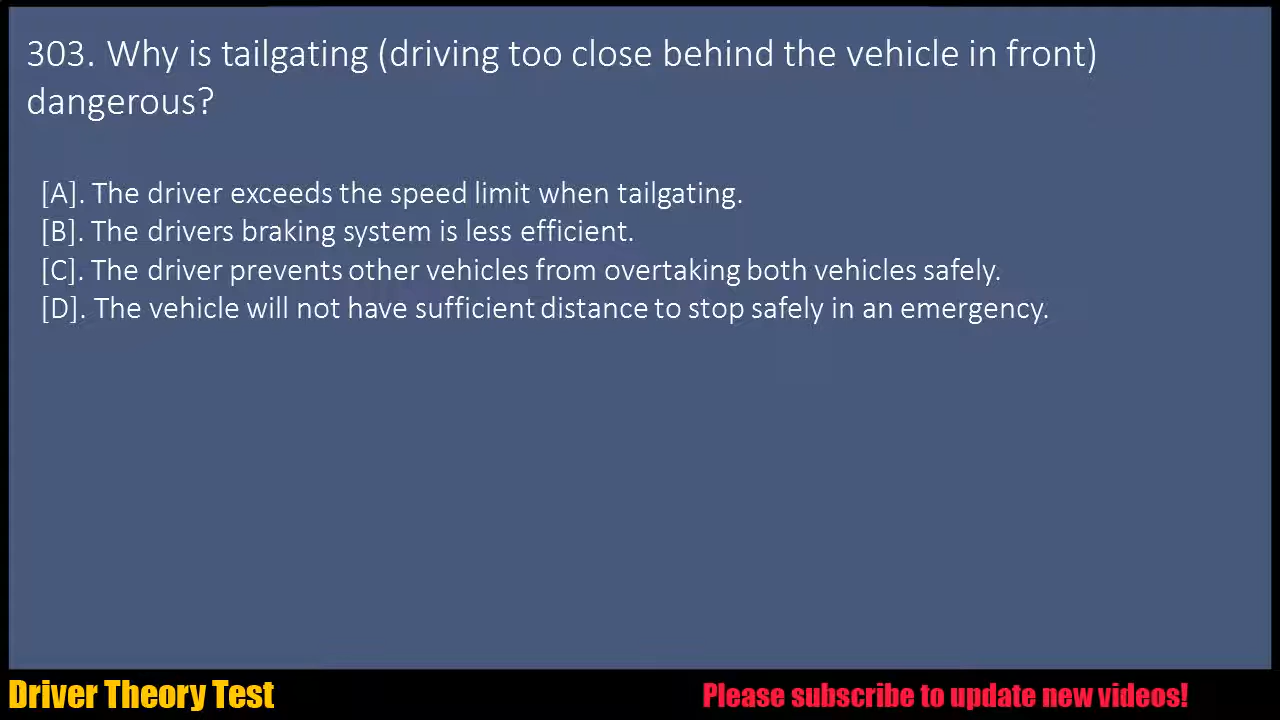 303. Why is tailgating (driving too close behind the vehicle in front)
dangerous?
[A]. The driver exceeds the speed limit when tailgating.
[B]. The drivers braking system is less efficient.
[C]. The driver prevents other vehicles from overtaking both vehicles safely.
[D]. The vehicle will not have sufficient distance to stop safely in an emergency.
Driver Theory Test
Please subscribe to update new videos!